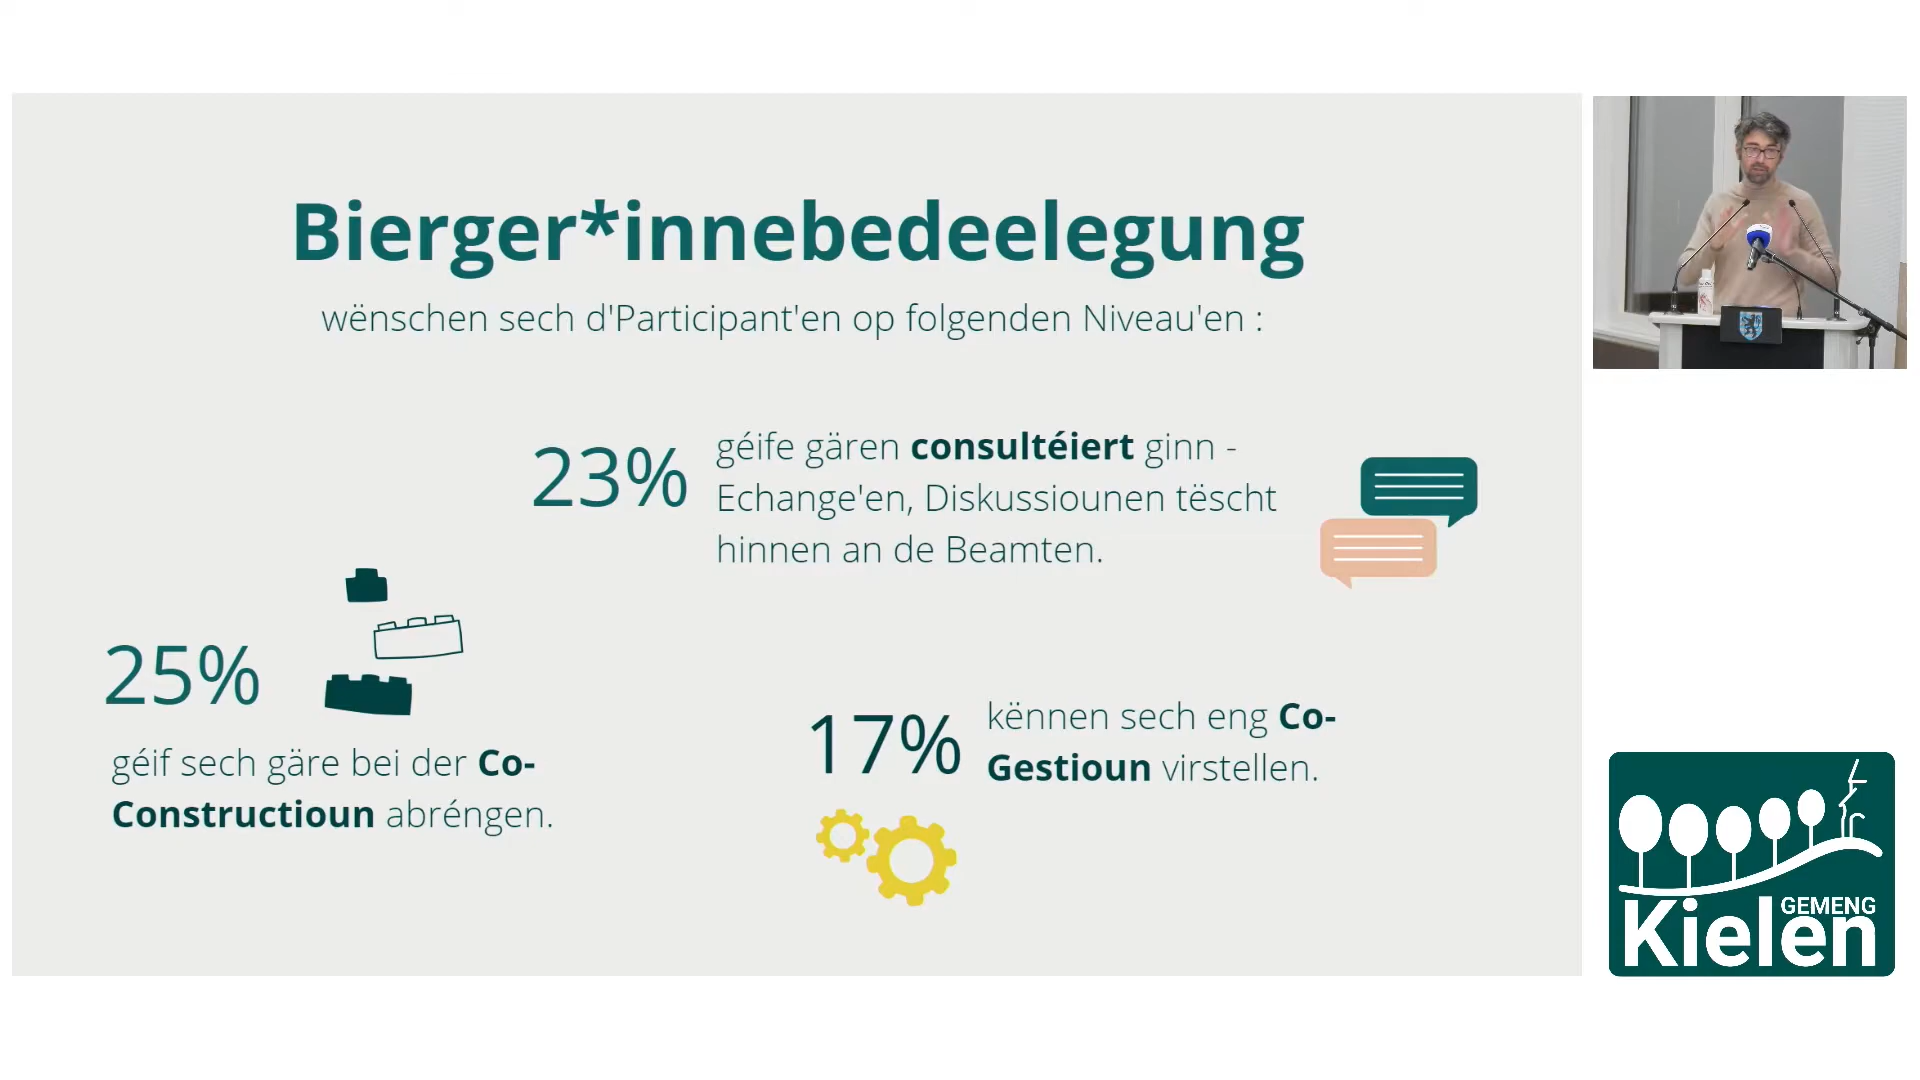 Bierger*innebedeelegung
wënschen sech d'Participant'en op folgenden Niveau'en :
23%
géife gären consultéiert ginn -
Echange'en, Diskussiounen tëscht
hinnen an de Beamten.
25%
géif sech gäre bei der Co-
Constructioun abréngen.
17%
kënnen sech eng Co-
Gestioun virstellen.
GEMENG
Kielen